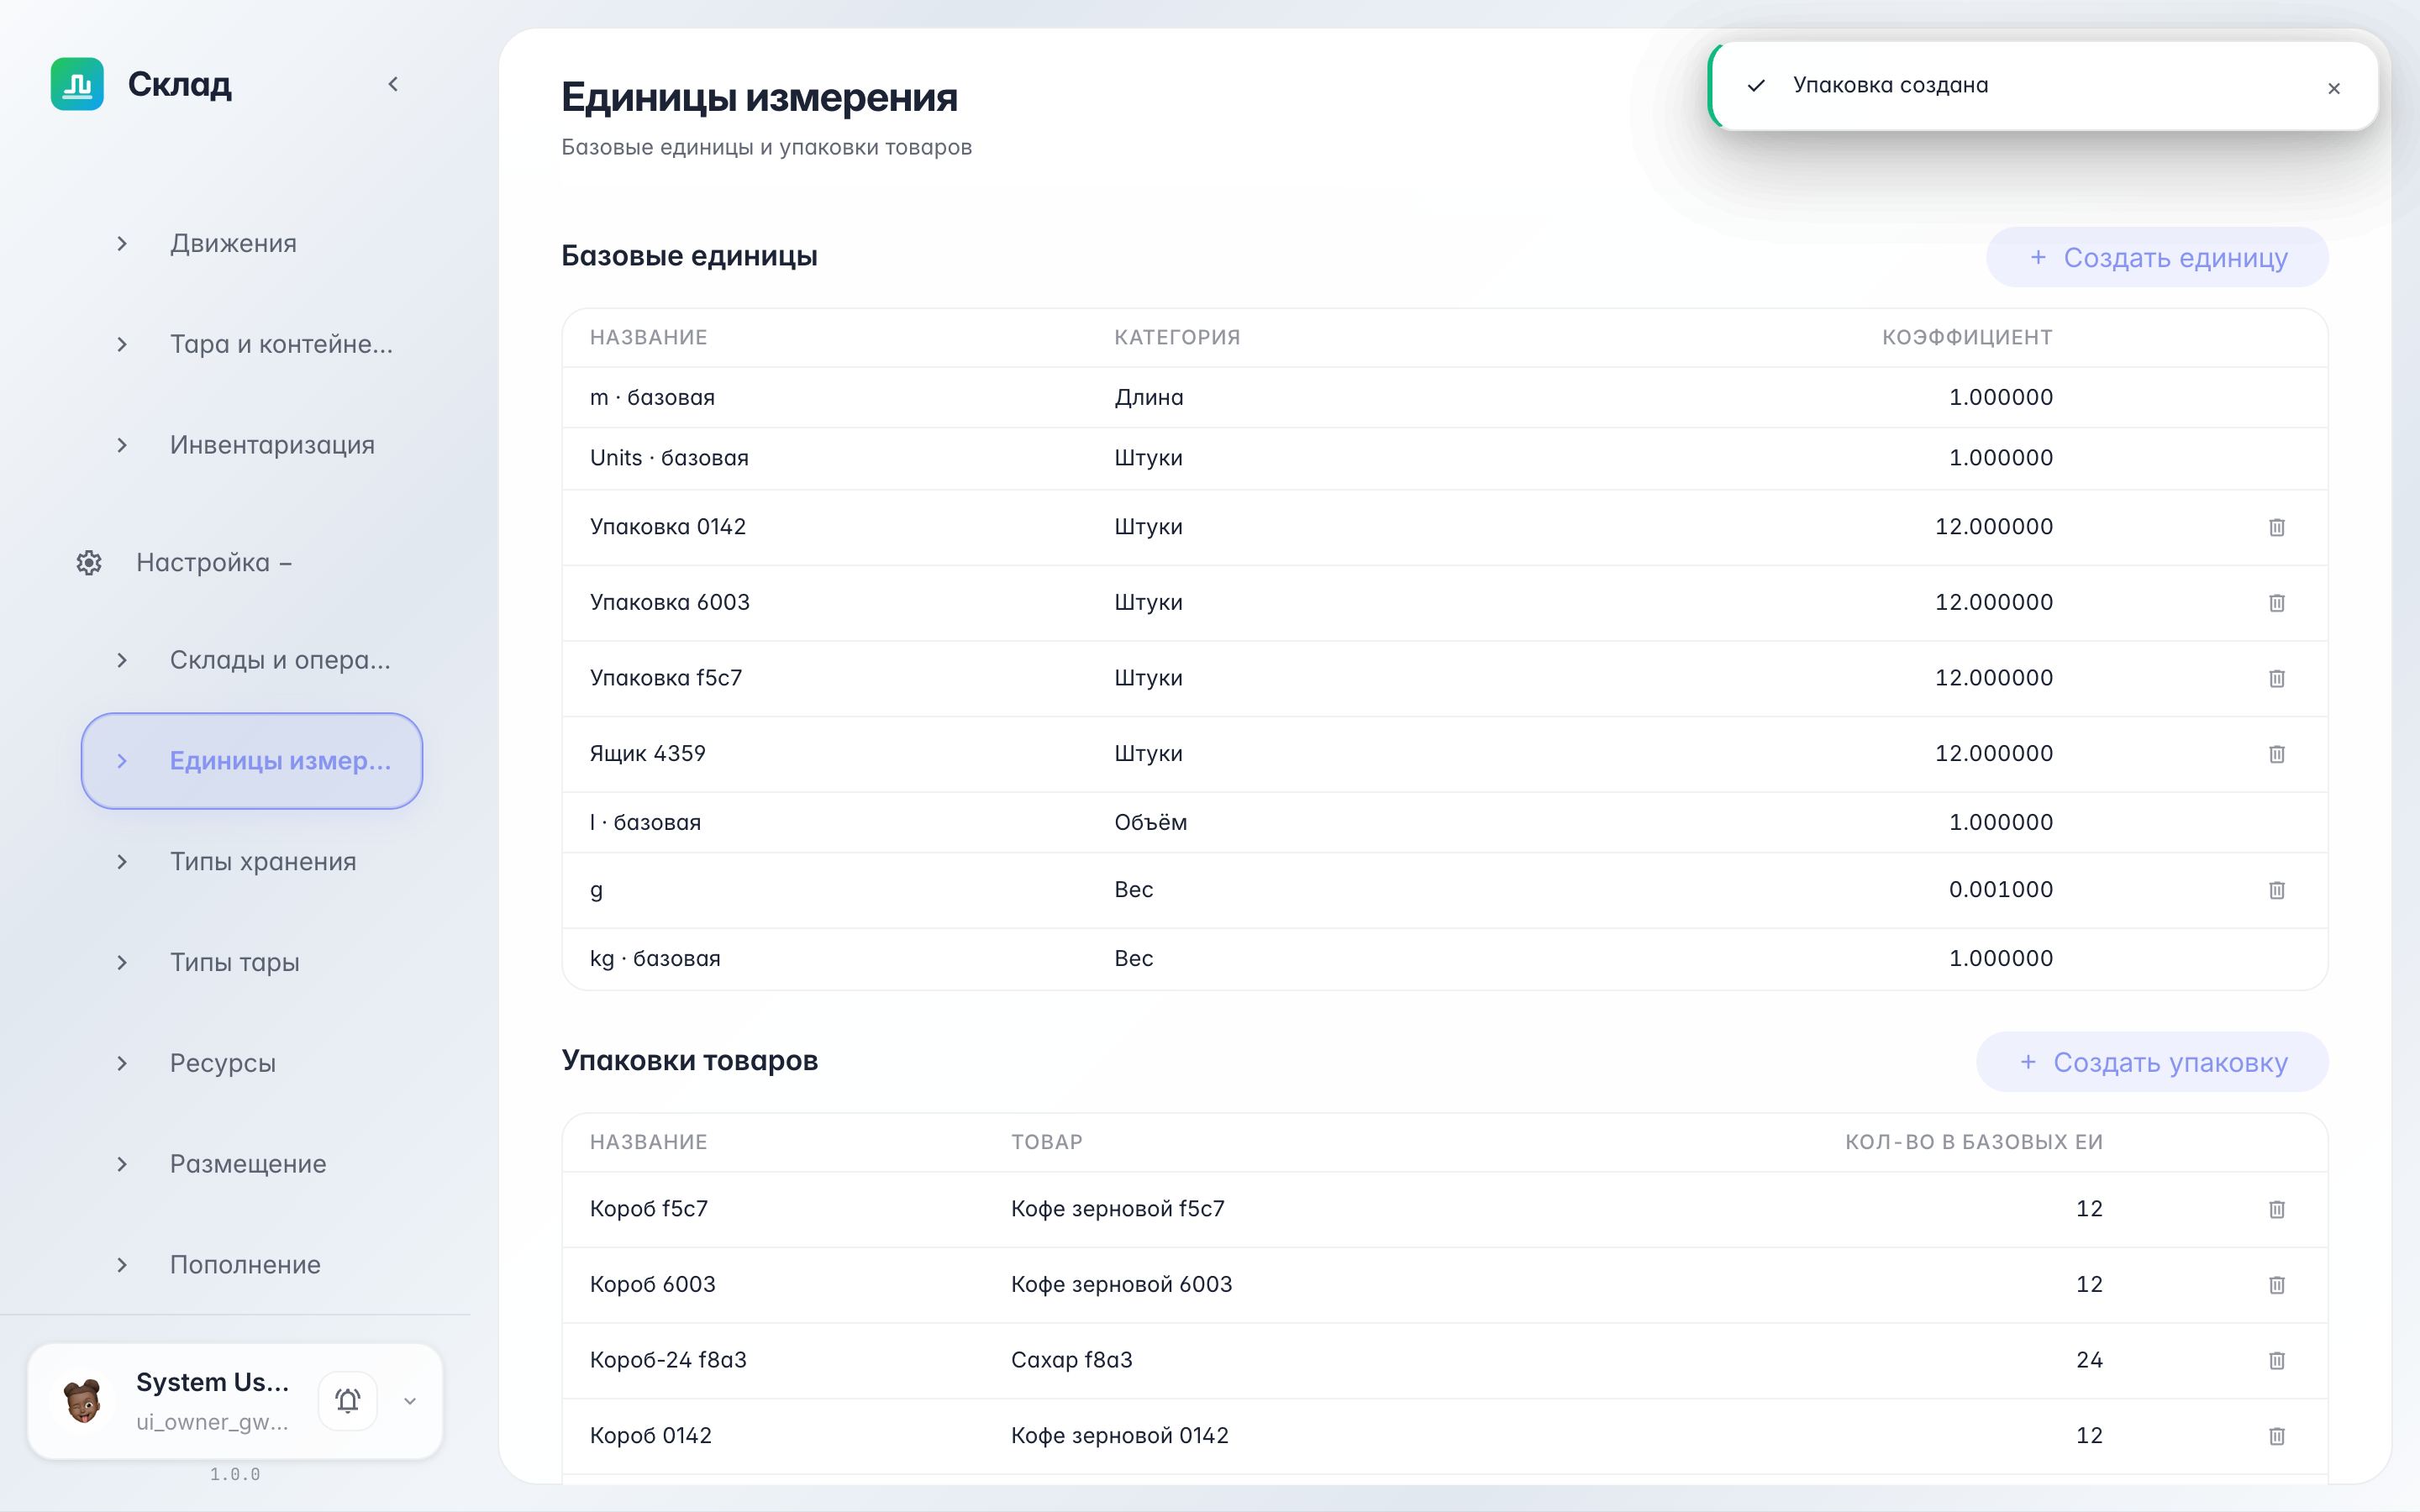 Склад
Движения
Тара и контейне...
Инвентаризация
Настройка –
Склады и опера...
Единицы измер...
Типы хранения
Типы тары
Ресурсы
Размещение
Пополнение
System Us...
ui_owner_gw...
1.0.0
Упаковка создана
Единицы измерения
Базовые единицы и упаковки товаров
Базовые единицы
+ Создать единицу
НАЗВАНИЕ КАТЕГОРИЯ КОЭФФИЦИЕНТ
m · базовая Длина 1.000000
Units · базовая Штуки 1.000000
Упаковка 0142 Штуки 12.000000
Упаковка 6003 Штуки 12.000000
Упаковка f5c7 Штуки 12.000000
Ящик 4359 Штуки 12.000000
l · базовая Объём 1.000000
g Вес 0.001000
kg · базовая Вес 1.000000
Упаковки товаров
+ Создать упаковку
НАЗВАНИЕ ТОВАР КОЛ-ВО В БАЗОВЫХ ЕИ
Короб f5c7 Кофе зерновой f5c7 12
Короб 6003 Кофе зерновой 6003 12
Короб-24 f8a3 Сахар f8a3 24
Короб 0142 Кофе зерновой 0142 12